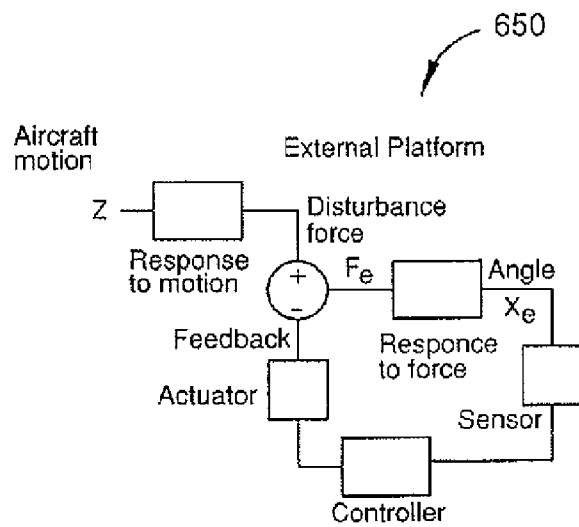 650
Aircraft
motion
External Platform
Z
Disturbance
force
Response
to motion
+
-
Fe
Angle
Xe
Feedback
Responce
to force
Actuator
Sensor
Controller